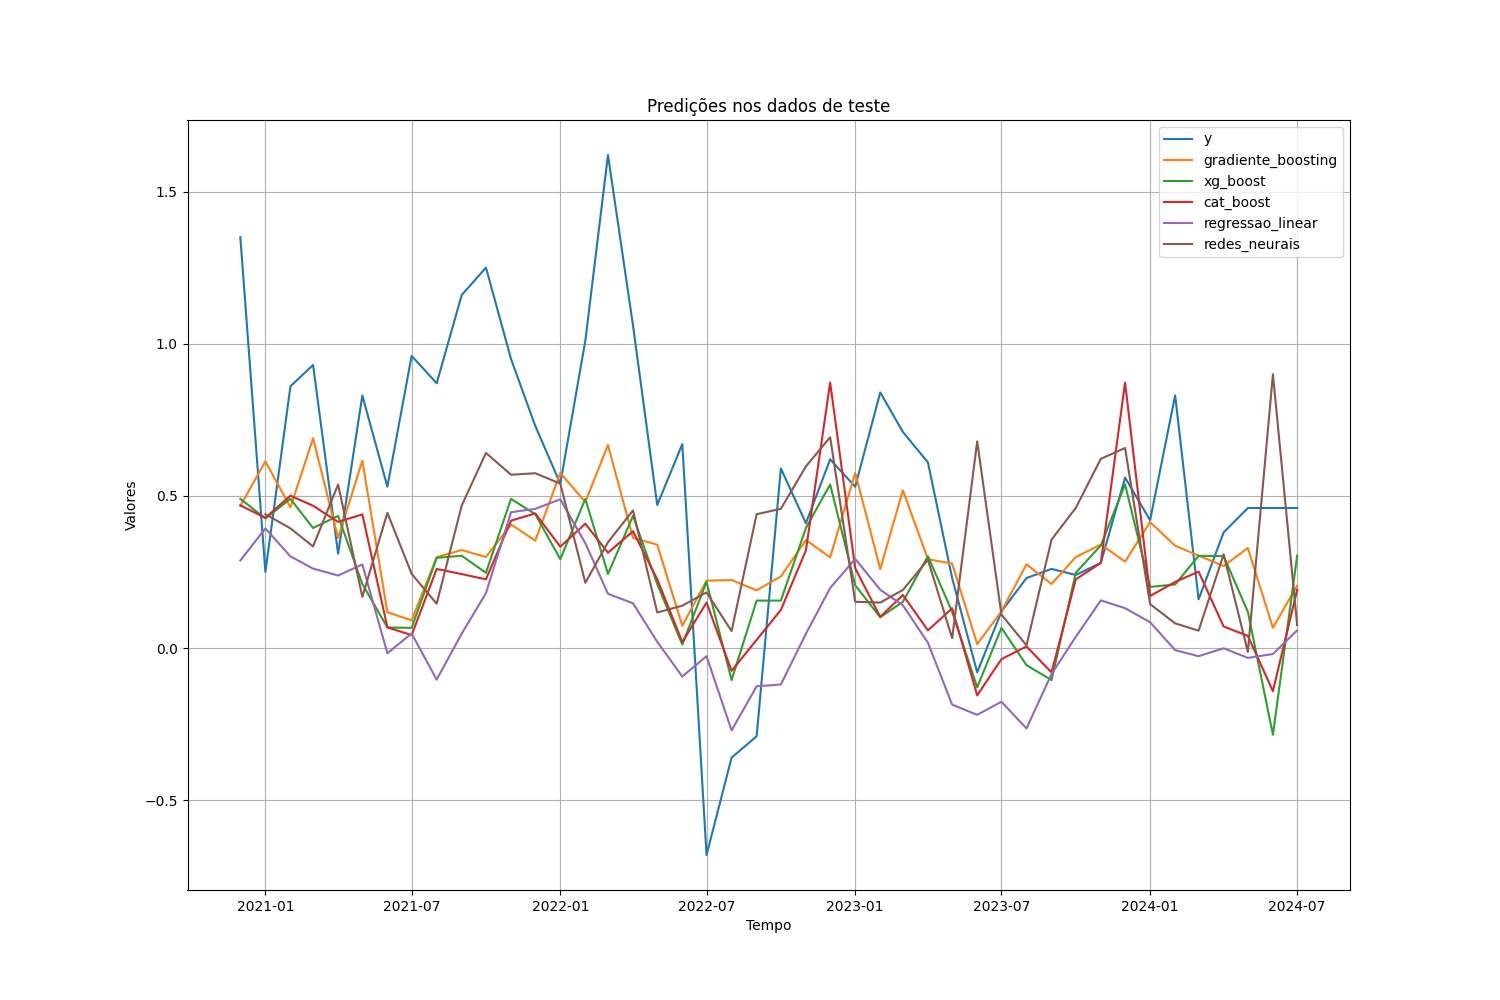 Predições nos dados de teste
y
gradiente_boosting
xg_boost
cat_boost
regressao_linear
redes_neurais
Valores
1.5
1.0
0.5
0.0
−0.5
2021-01 2021-07 2022-01 2022-07 2023-01 2023-07 2024-01 2024-07
Tempo